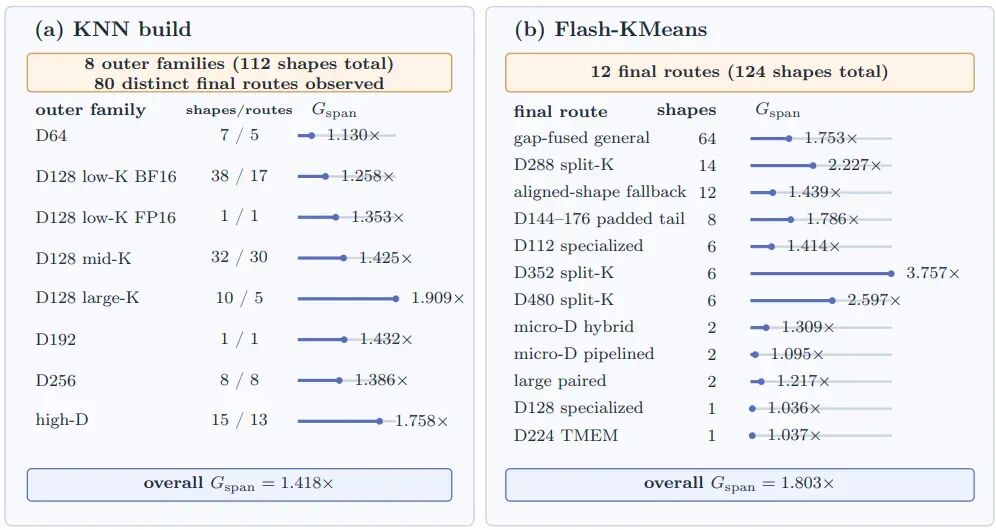 (a) KNN build
8 outer families (112 shapes total)
80 distinct final routes observed
outer family shapes/routes Gspan
D64 7 / 5 1.130×
D128 low-K BF16 38 / 17 1.258×
D128 low-K FP16 1 / 1 1.353×
D128 mid-K 32 / 30 1.425×
D128 large-K 10 / 5 1.909×
D192 1 / 1 1.432×
D256 8 / 8 1.386×
high-D 15 / 13 1.758×
overall Gspan = 1.418×
(b) Flash-KMeans
12 final routes (124 shapes total)
final route shapes Gspan
gap-fused general 64 1.753×
D288 split-K 14 2.227×
aligned-shape fallback 12 1.439×
D144–176 padded tail 8 1.786×
D112 specialized 6 1.414×
D352 split-K 6 3.757×
D480 split-K 6 2.597×
micro-D hybrid 2 1.309×
micro-D pipelined 2 1.095×
large paired 2 1.217×
D128 specialized 1 1.036×
D224 TMEM 1 1.037×
overall Gspan = 1.803×